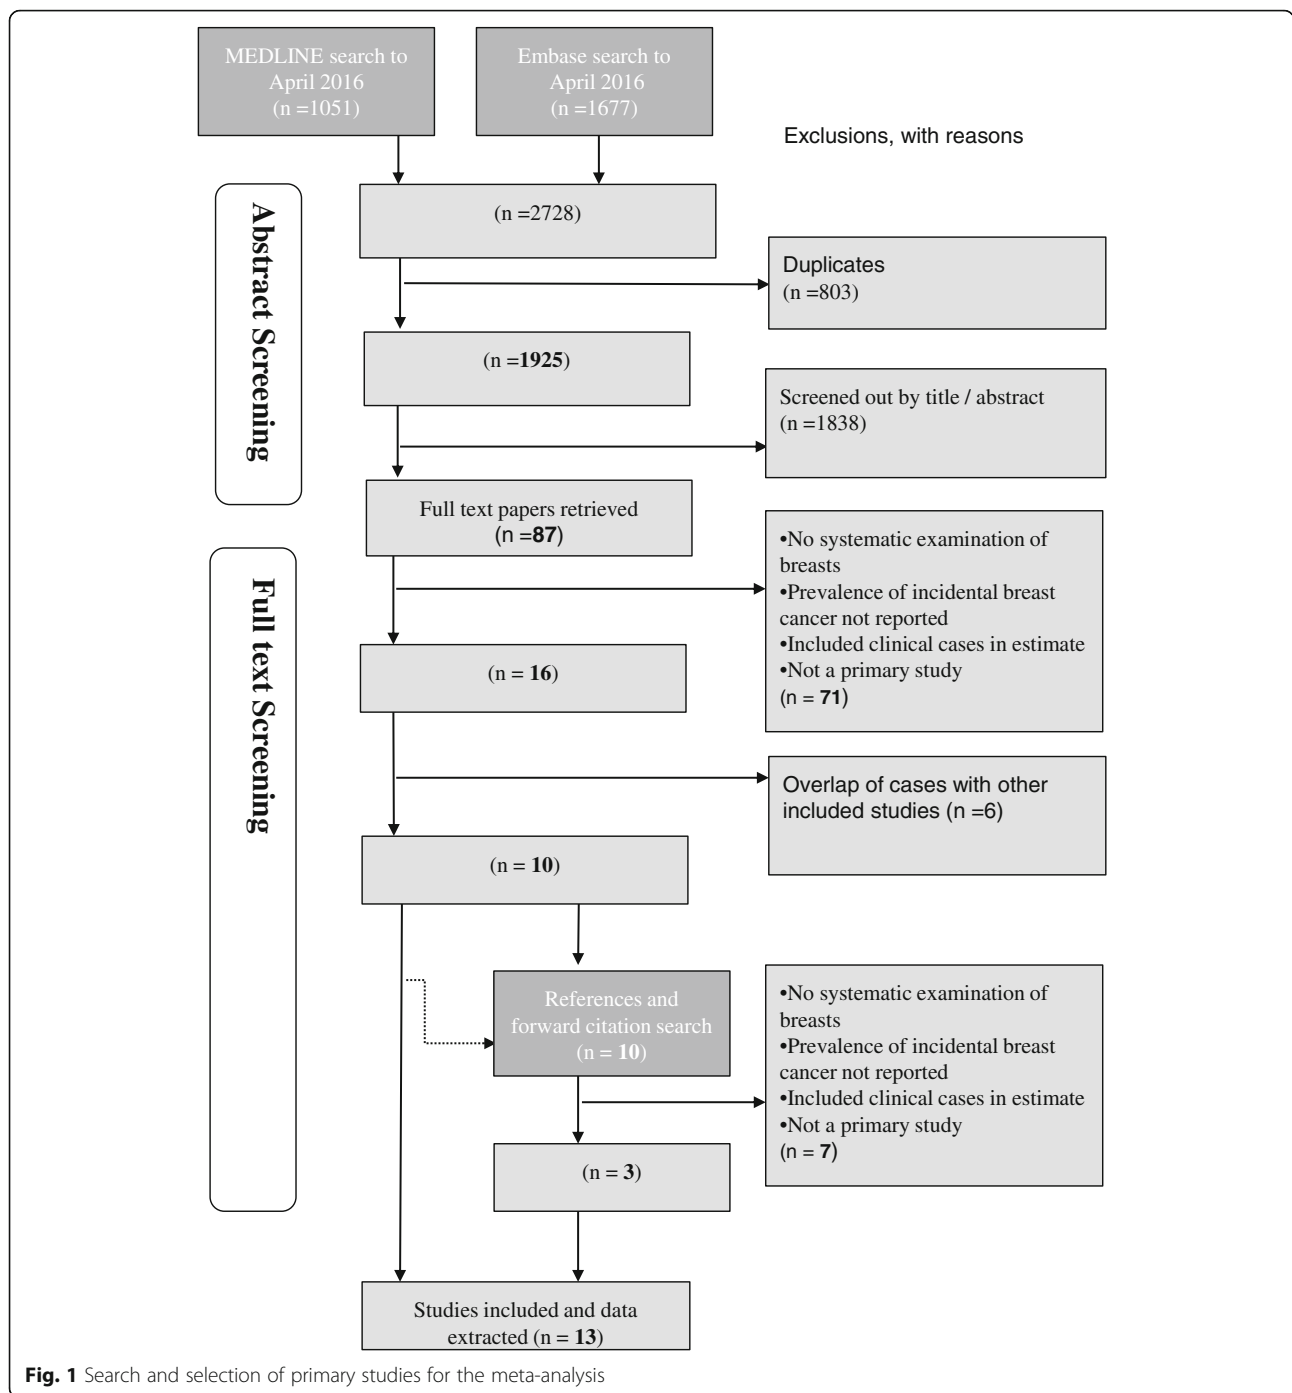 MEDLINE search to
April 2016
(n =1051)
Embase search to
April 2016
(n =1677)
Exclusions, with reasons
Abstract Screening
(n =2728)
Duplicates
(n =803)
(n =1925)
Screened out by title / abstract
(n =1838)
Full text papers retrieved
(n =87)
Full text Screening
•No systematic examination of
breasts
•Prevalence of incidental breast
cancer not reported
•Included clinical cases in estimate
•Not a primary study
(n = 71)
(n = 16)
Overlap of cases with other
included studies (n =6)
(n = 10)
References and
forward citation search
(n = 10)
•No systematic examination of
breasts
•Prevalence of incidental breast
cancer not reported
•Included clinical cases in estimate
•Not a primary study
(n = 7)
(n = 3)
Studies included and data
extracted (n = 13)
Fig. 1 Search and selection of primary studies for the meta-analysis